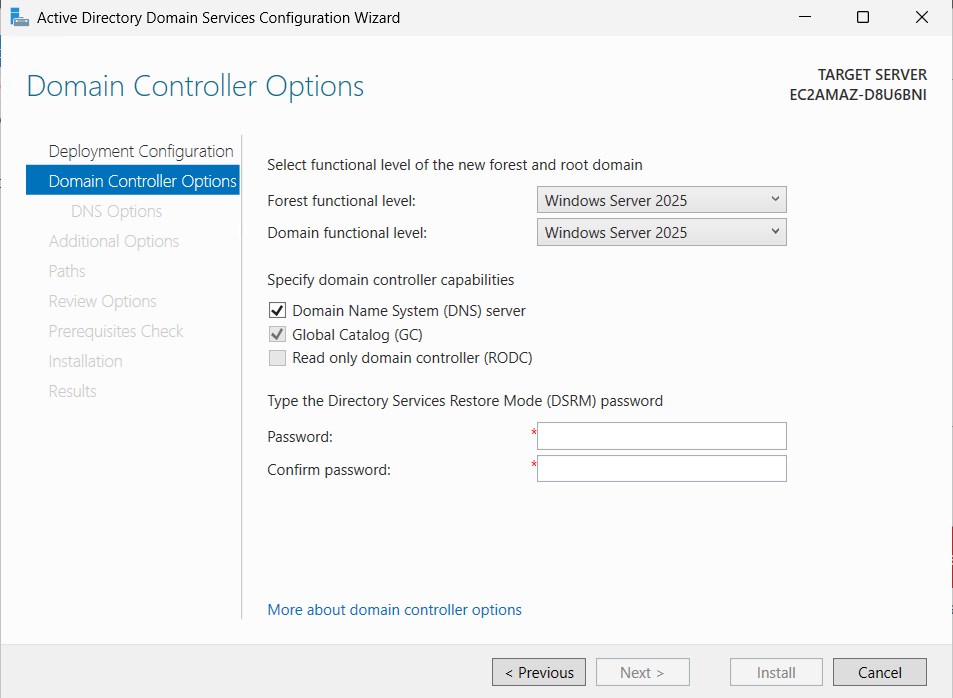 Active Directory Domain Services Configuration Wizard
Domain Controller Options
TARGET SERVER
EC2AMAZ-D8U6BNI
Deployment Configuration
Domain Controller Options
DNS Options
Additional Options
Paths
Review Options
Prerequisites Check
Installation
Results
Select functional level of the new forest and root domain
Forest functional level: Windows Server 2025
Domain functional level: Windows Server 2025
Specify domain controller capabilities
Domain Name System (DNS) server
Global Catalog (GC)
Read only domain controller (RODC)
Type the Directory Services Restore Mode (DSRM) password
Password: *
Confirm password: *
More about domain controller options
< Previous Next > Install Cancel